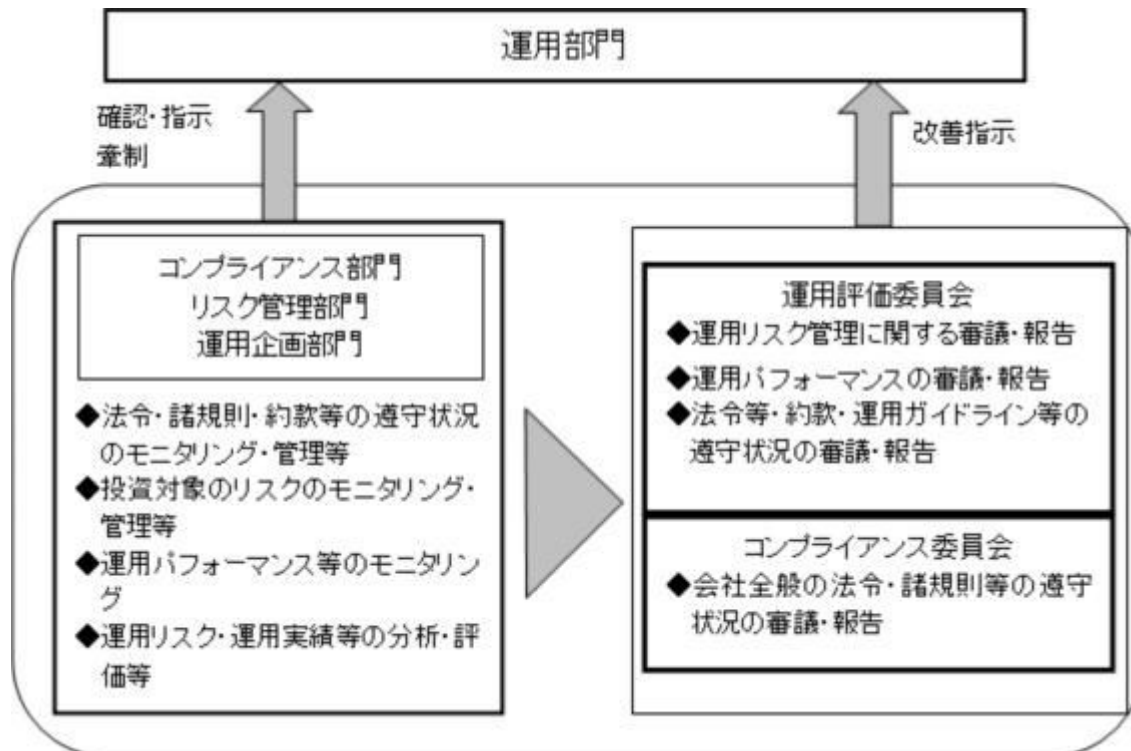 運用部門
確認・指示
牽制
改善指示
コンプライアンス部門
リスク管理部門
運用企画部門
◆法令・諸規則・約款等の遵守状況
のモニタリング・管理等
◆投資対象のリスクのモニタリング・
管理等
◆運用パフォーマンス等のモニタリン
グ
◆運用リスク・運用実績等の分析・評
価等
運用評価委員会
◆運用リスク管理に関する審議・報告
◆運用パフォーマンスの審議・報告
◆法令等・約款・運用ガイドライン等の
遵守状況の審議・報告
コンプライアンス委員会
◆会社全般の法令・諸規則等の遵守
状況の審議・報告